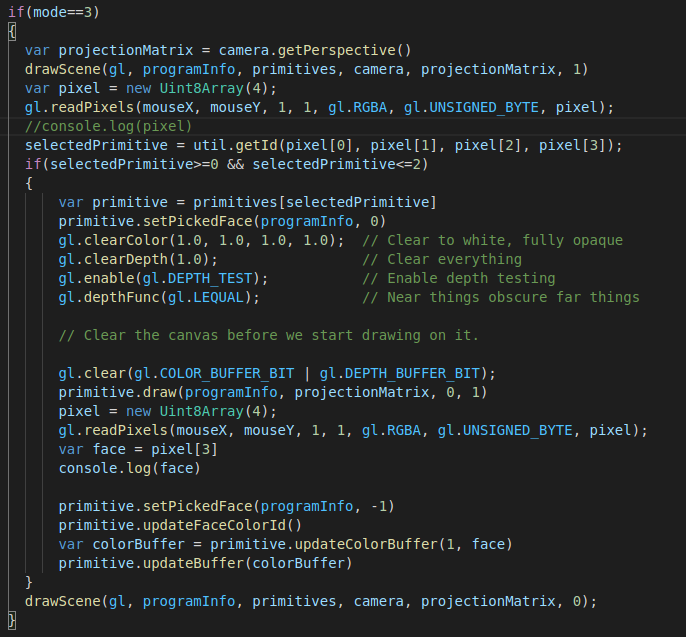 if(mode==3)
{
var projectionMatrix = camera.getPerspective()
drawScene(gl, programInfo, primitives, camera, projectionMatrix, 1)
var pixel = new Uint8Array(4);
gl.readPixels(mouseX, mouseY, 1, 1, gl.RGBA, gl.UNSIGNED_BYTE, pixel);
//console.log(pixel)
selectedPrimitive = util.getId(pixel[0], pixel[1], pixel[2], pixel[3]);
if(selectedPrimitive>=0 && selectedPrimitive<=2)
{
var primitive = primitives[selectedPrimitive]
primitive.setPickedFace(programInfo, 0)
gl.clearColor(1.0, 1.0, 1.0, 1.0);  // Clear to white, fully opaque
gl.clearDepth(1.0);                 // Clear everything
gl.enable(gl.DEPTH_TEST);           // Enable depth testing
gl.depthFunc(gl.LEQUAL);            // Near things obscure far things
// Clear the canvas before we start drawing on it.
gl.clear(gl.COLOR_BUFFER_BIT | gl.DEPTH_BUFFER_BIT);
primitive.draw(programInfo, projectionMatrix, 0, 1)
pixel = new Uint8Array(4);
gl.readPixels(mouseX, mouseY, 1, 1, gl.RGBA, gl.UNSIGNED_BYTE, pixel);
var face = pixel[3]
console.log(face)
primitive.setPickedFace(programInfo, -1)
primitive.updateFaceColorId()
var colorBuffer = primitive.updateColorBuffer(1, face)
primitive.updateBuffer(colorBuffer)
}
drawScene(gl, programInfo, primitives, camera, projectionMatrix, 0);
}